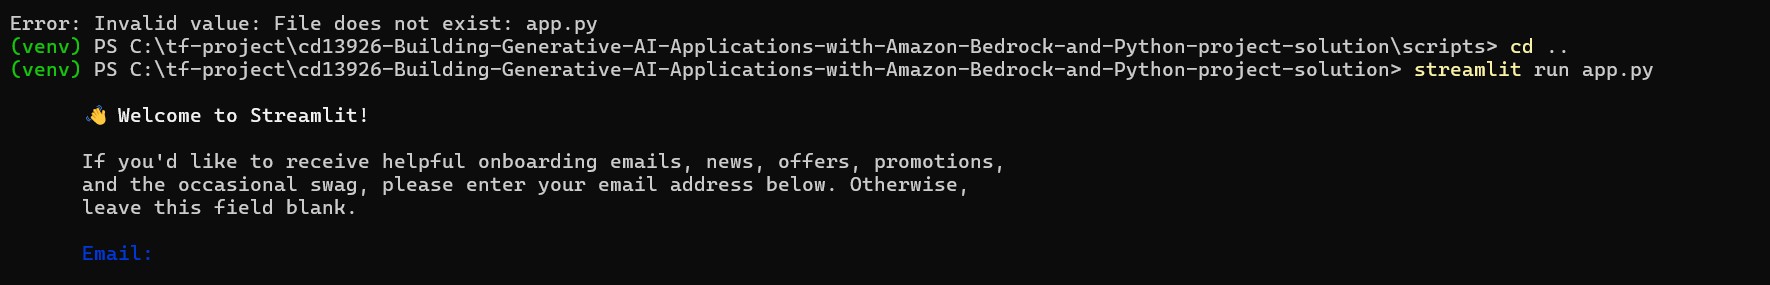 Error: Invalid value: File does not exist: app.py
(venv) PS C:\tf-project\cd13926-Building-Generative-AI-Applications-with-Amazon-Bedrock-and-Python-project-solution\scripts> cd ..
(venv) PS C:\tf-project\cd13926-Building-Generative-AI-Applications-with-Amazon-Bedrock-and-Python-project-solution> streamlit run app.py
👋 Welcome to Streamlit!
If you'd like to receive helpful onboarding emails, news, offers, promotions,
and the occasional swag, please enter your email address below. Otherwise,
leave this field blank.
Email: